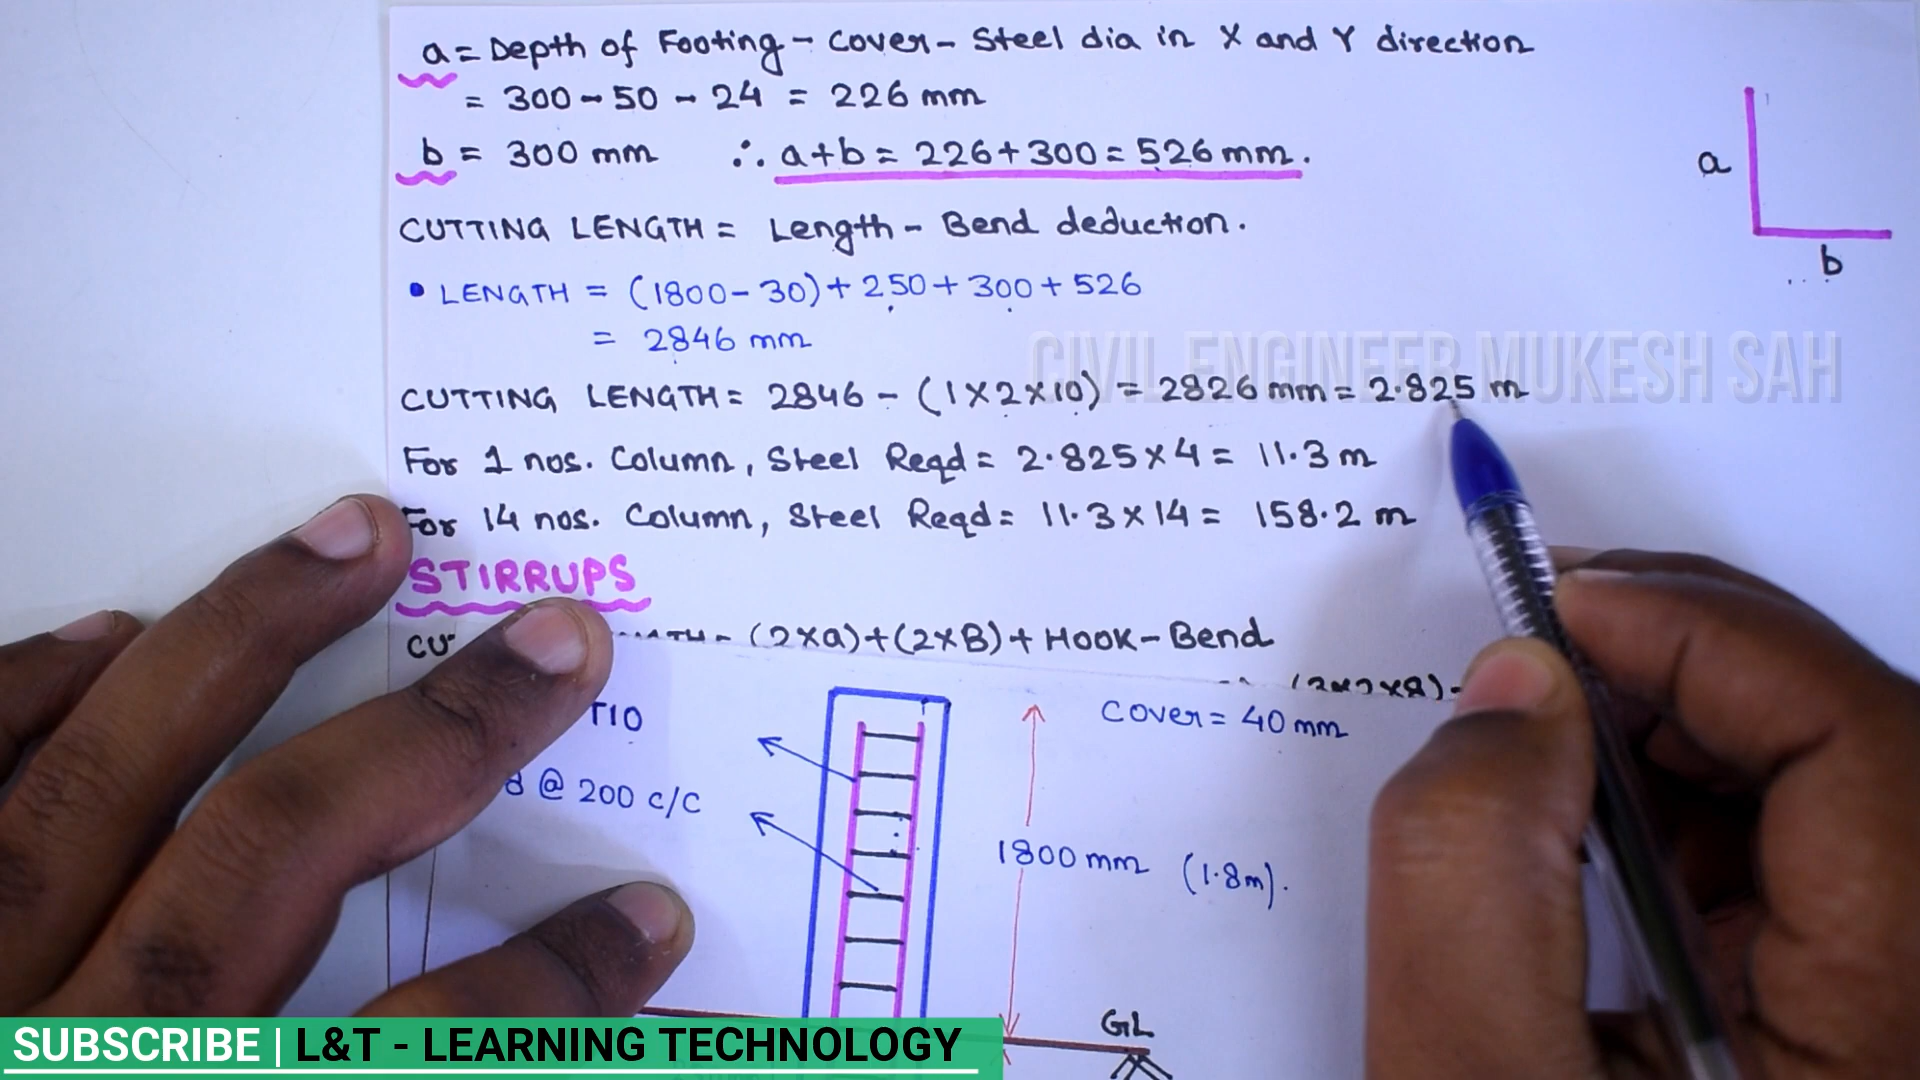 a = Depth of Footing - Cover - Steel dia in X and Y direction
= 300 - 50 - 24 = 226 mm
b = 300 mm ∴ a+b = 226+300 = 526 mm.
a
b
CUTTING LENGTH = Length - Bend deduction.
• LENGTH = (1800-30)+250+300+526
= 2846 mm
CIVIL ENGINEER MUKESH SAH
CUTTING LENGTH = 2846 - (1×2×10) = 2826 mm = 2.825 m
For 1 nos. Column, Steel Reqd = 2.825×4 = 11.3 m
For 14 nos. Column, Steel Reqd = 11.3×14 = 158.2 m
STIRRUPS
(2×a)+(2×B)+Hook-Bend
(2×2×8)-
T10
Cover = 40 mm
8 @ 200 c/c
1800 mm (1.8m).
GL
SUBSCRIBE | L&T - LEARNING TECHNOLOGY